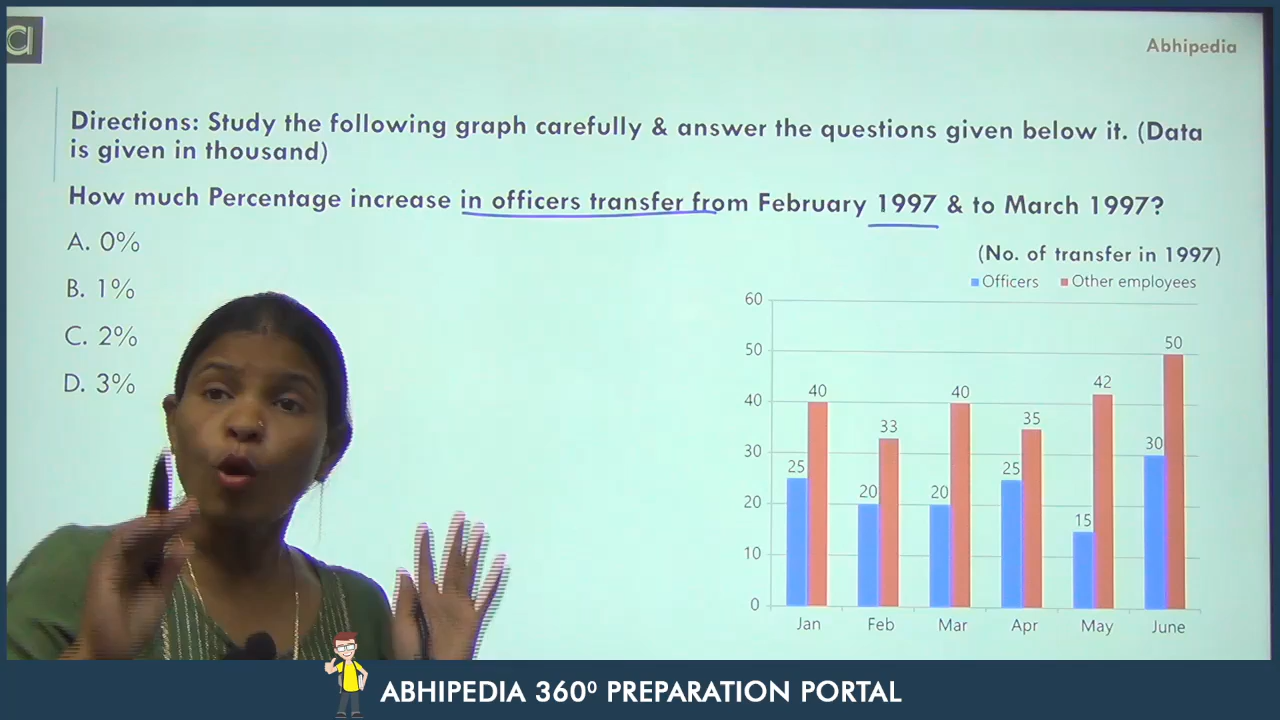 a
Abhipedia
Directions: Study the following graph carefully & answer the questions given below it. (Data
is given in thousand)
How much Percentage increase in officers transfer from February 1997 & to March 1997?
A. 0%
B. 1%
C. 2%
D. 3%
(No. of transfer in 1997)
Officers Other employees
60
50
40
30
20
10
0
25 40
20 33
20 40
25 35
15 42
30 50
Jan Feb Mar Apr May June
ABHIPEDIA 360⁰ PREPARATION PORTAL